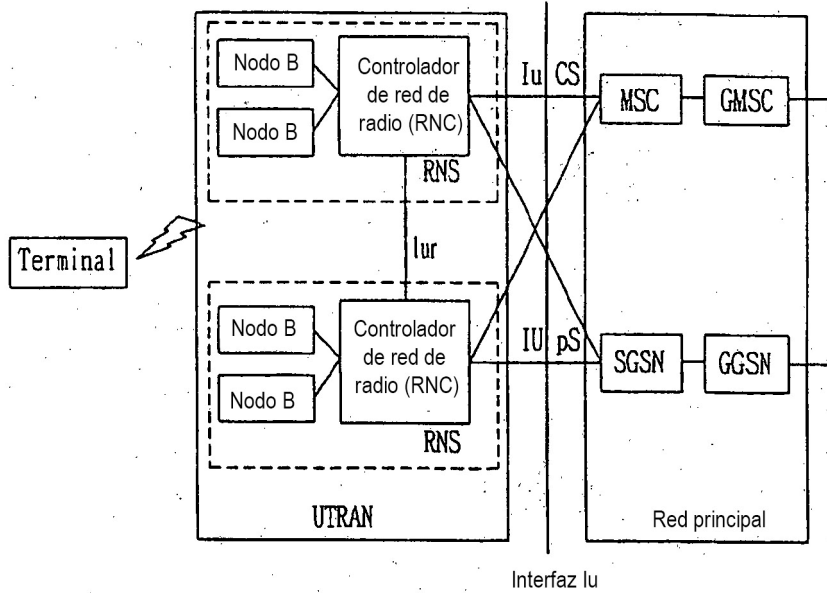 Nodo B
Nodo B
Controlador
de red de
radio (RNC)
RNS
Iu CS
MSC
GMSC
Terminal
Iur
Nodo B
Nodo B
Controlador
de red de
radio (RNC)
RNS
IU pS
SGSN
GGSN
UTRAN
Red principal
Interfaz Iu